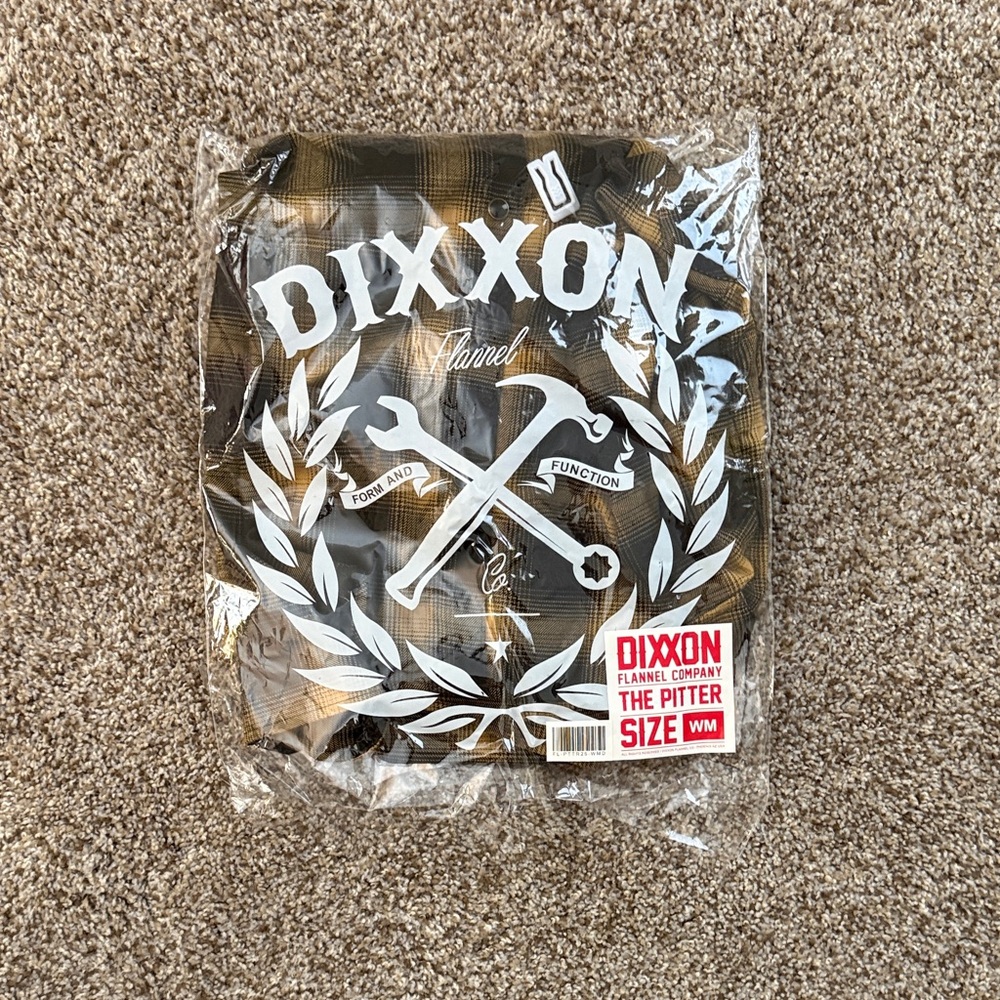 DIXXON
Flannel
FORM AND
FUNCTION
Co.
DIXXON
FLANNEL COMPANY
THE PITTER
SIZE WM